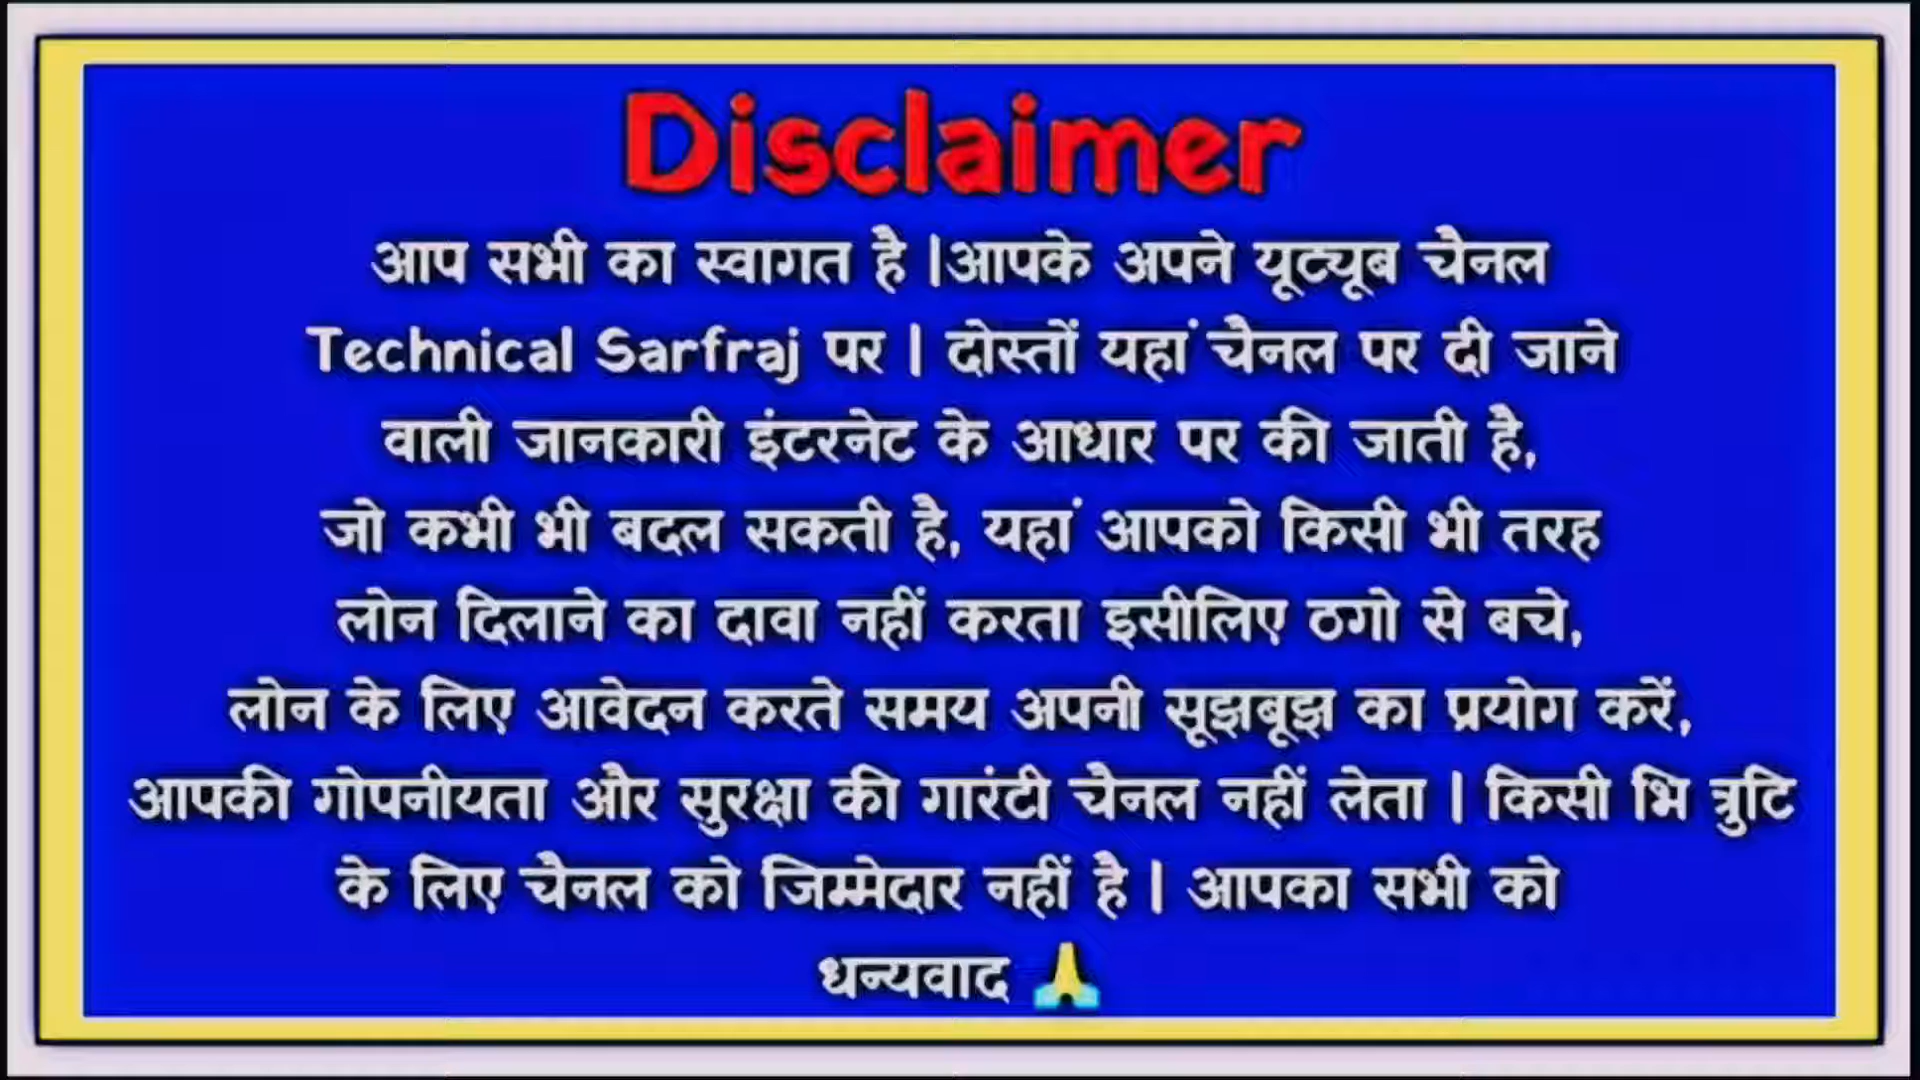 Disclaimer
आप सभी का स्वागत है |आपके अपने यूट्यूब चैनल
Technical Sarfraj पर | दोस्तों यहां चैनल पर दी जाने
वाली जानकारी इंटरनेट के आधार पर की जाती है,
जो कभी भी बदल सकती है, यहां आपको किसी भी तरह
लोन दिलाने का दावा नहीं करता इसीलिए ठगो से बचे,
लोन के लिए आवेदन करते समय अपनी सूझबूझ का प्रयोग करें,
आपकी गोपनीयता और सुरक्षा की गारंटी चैनल नहीं लेता | किसी भि त्रुटि
के लिए चैनल को जिम्मेदार नहीं है | आपका सभी को
धन्यवाद 🙏